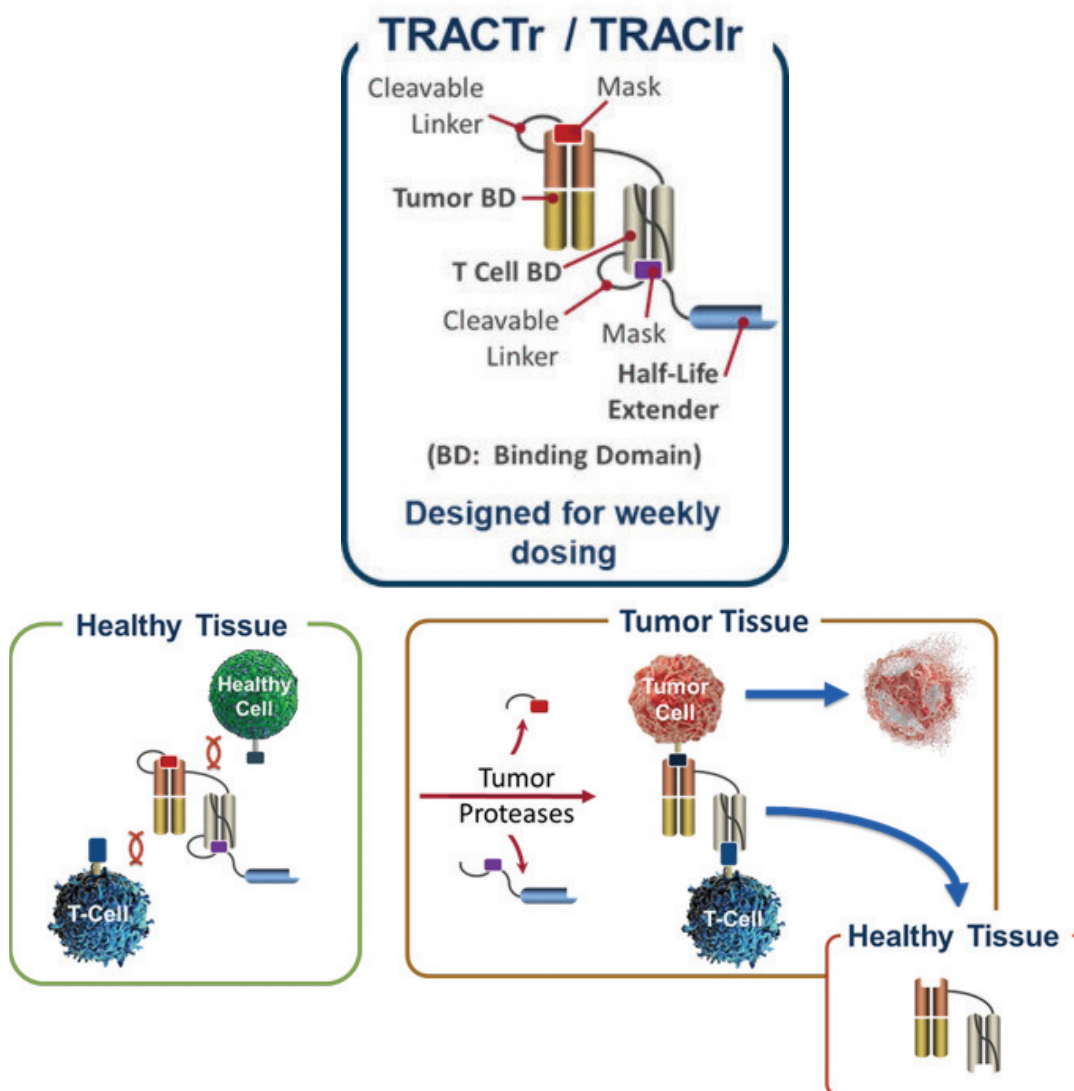 TRACTr / TRACIr
Cleavable
Linker
Mask
Tumor BD
T Cell BD
Cleavable
Linker
Mask
Half-Life
Extender
(BD: Binding Domain)
Designed for weekly
dosing
Healthy Tissue
Healthy
Cell
T-Cell
Tumor Tissue
Tumor
Proteases
Tumor
Cell
T-Cell
Healthy Tissue